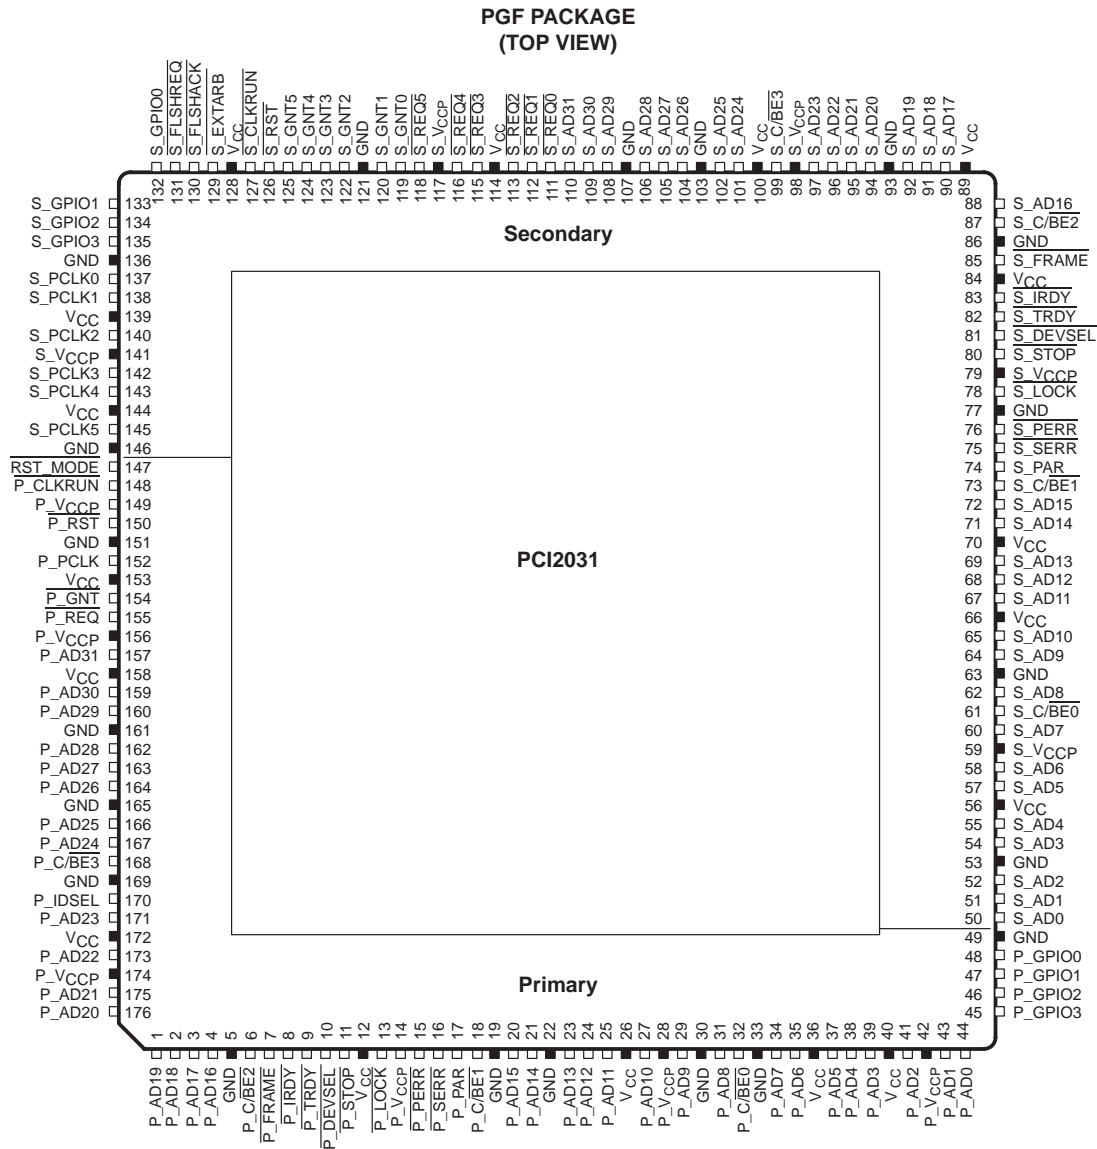 PGF PACKAGE
(TOP VIEW)
S_GPIO0
S_FLSHREQ
S_FLSHACK
S_EXTARB
VCC
S_CLKRUN
S_RST
S_GNT5
S_GNT4
S_GNT3
S_GNT2
GND
S_GNT1
S_GNT0
S_REQ5
S_VCCP
S_REQ4
S_REQ3
VCC
S_REQ2
S_REQ1
S_REQ0
S_AD31
S_AD30
S_AD29
GND
S_AD28
S_AD27
S_AD26
GND
S_AD25
S_AD24
VCC
S_C/BE3
S_VCCP
S_AD23
S_AD22
S_AD21
S_AD20
GND
S_AD19
S_AD18
S_AD17
VCC
132
131
130
129
128
127
126
125
124
123
122
121
120
119
118
117
116
115
114
113
112
111
110
109
108
107
106
105
104
103
102
101
100
99
98
97
96
95
94
93
92
91
90
89
S_GPIO1 133
S_GPIO2 134
S_GPIO3 135
GND 136
S_PCLK0 137
S_PCLK1 138
VCC 139
S_PCLK2 140
S_VCCP 141
S_PCLK3 142
S_PCLK4 143
VCC 144
S_PCLK5 145
GND 146
RST_MODE 147
P_CLKRUN 148
P_VCCP 149
P_RST 150
GND 151
P_PCLK 152
VCC 153
P_GNT 154
P_REQ 155
P_VCCP 156
P_AD31 157
VCC 158
P_AD30 159
P_AD29 160
GND 161
P_AD28 162
P_AD27 163
P_AD26 164
GND 165
P_AD25 166
P_AD24 167
P_C/BE3 168
GND 169
P_IDSEL 170
P_AD23 171
VCC 172
P_AD22 173
P_VCCP 174
P_AD21 175
P_AD20 176
Secondary
PCI2031
Primary
88 S_AD16
87 S_C/BE2
86 GND
85 S_FRAME
84 VCC
83 S_IRDY
82 S_TRDY
81 S_DEVSEL
80 S_STOP
79 S_VCCP
78 S_LOCK
77 GND
76 S_PERR
75 S_SERR
74 S_PAR
73 S_C/BE1
72 S_AD15
71 S_AD14
70 VCC
69 S_AD13
68 S_AD12
67 S_AD11
66 VCC
65 S_AD10
64 S_AD9
63 GND
62 S_AD8
61 S_C/BE0
60 S_AD7
59 S_VCCP
58 S_AD6
57 S_AD5
56 VCC
55 S_AD4
54 S_AD3
53 GND
52 S_AD2
51 S_AD1
50 S_AD0
49 GND
48 P_GPIO0
47 P_GPIO1
46 P_GPIO2
45 P_GPIO3
1
2
3
4
5
6
7
8
9
10
11
12
13
14
15
16
17
18
19
20
21
22
23
24
25
26
27
28
29
30
31
32
33
34
35
36
37
38
39
40
41
42
43
44
P_AD19
P_AD18
P_AD17
P_AD16
GND
P_C/BE2
P_FRAME
P_IRDY
P_TRDY
P_DEVSEL
P_STOP
VCC
P_LOCK
P_VCCP
P_PERR
P_SERR
P_PAR
P_C/BE1
GND
P_AD15
P_AD14
GND
P_AD13
P_AD12
P_AD11
VCC
P_AD10
P_VCCP
P_AD9
GND
P_AD8
P_C/BE0
GND
P_AD7
P_AD6
VCC
P_AD5
P_AD4
P_AD3
VCC
P_AD2
P_VCCP
P_AD1
P_AD0